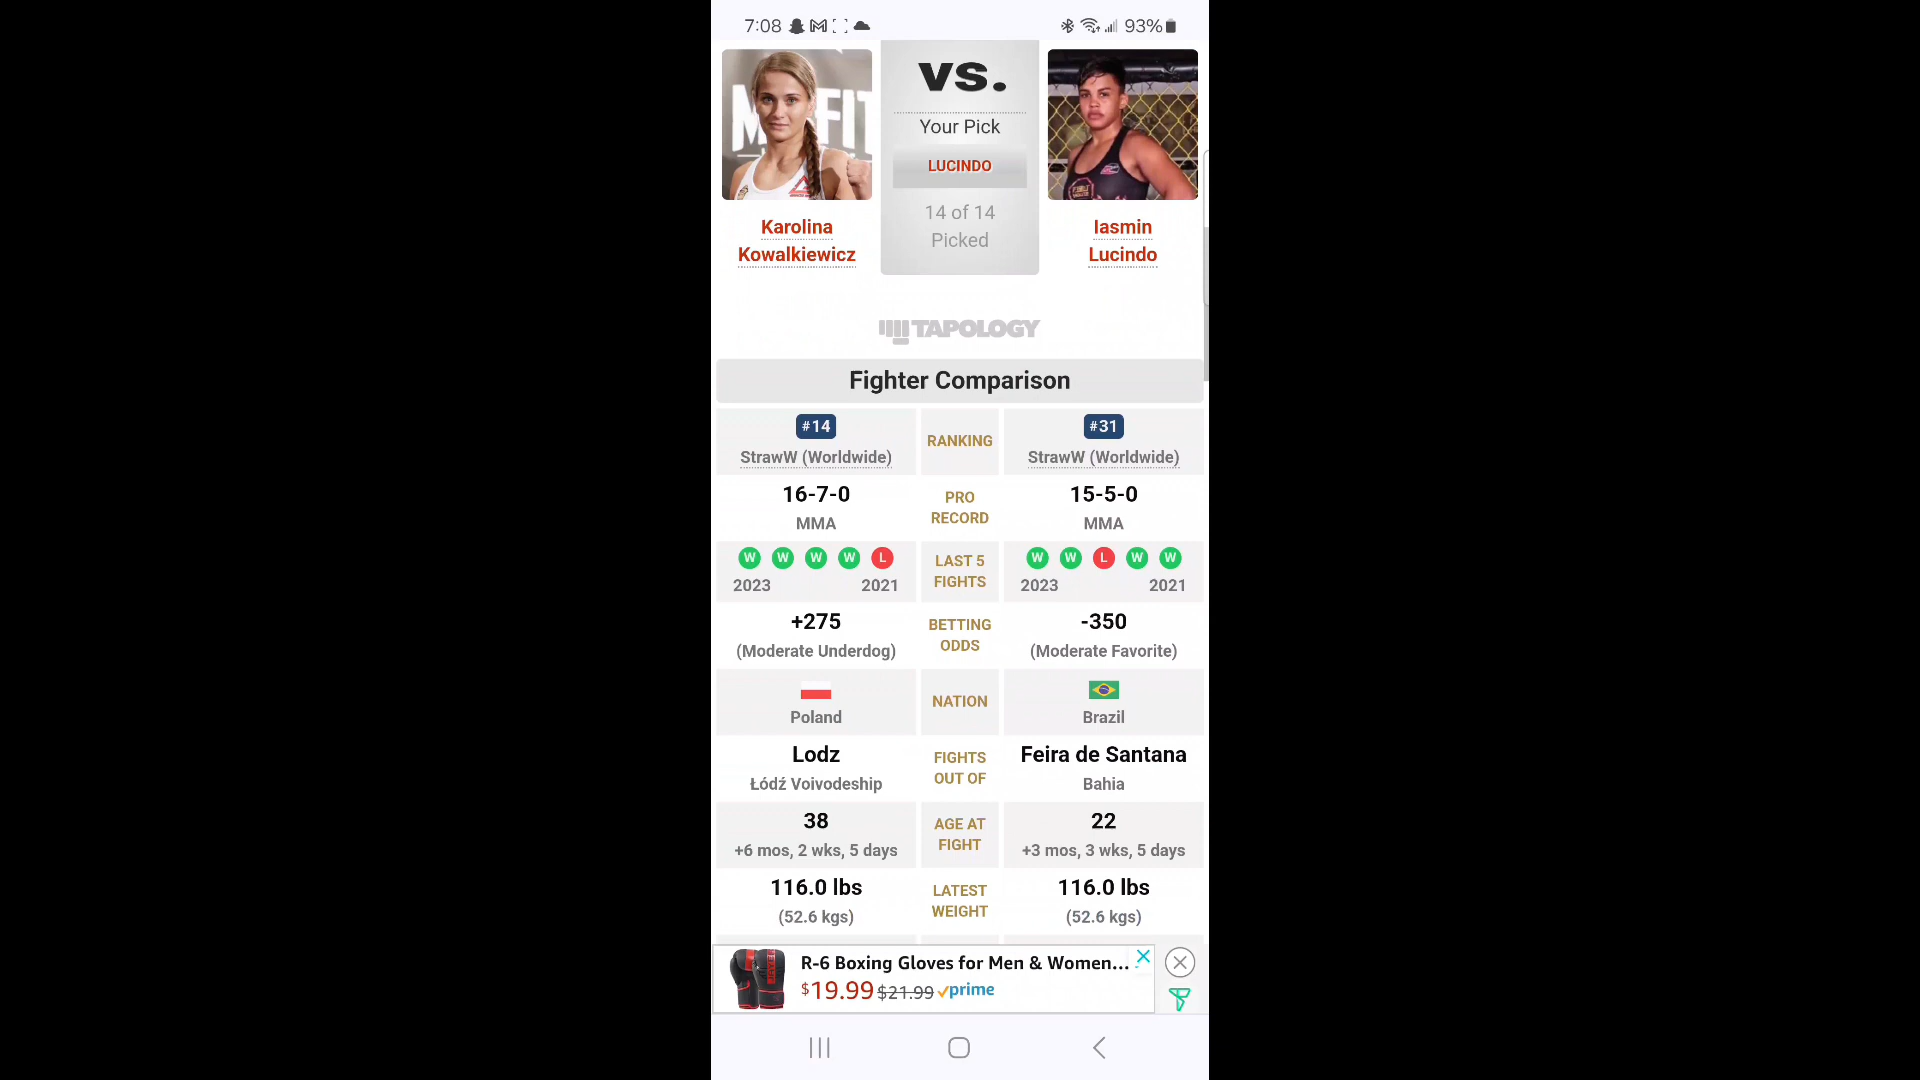 7:08
93%
VS.
Your Pick
LUCINDO
14 of 14
Picked
Karolina
Kowalkiewicz
Iasmin
Lucindo
TAPOLOGY
Fighter Comparison
#14
StrawW (Worldwide)
RANKING
#31
StrawW (Worldwide)
16-7-0
MMA
PRO
RECORD
15-5-0
MMA
W W W W L
2023 2021
LAST 5
FIGHTS
W W L W W
2023 2021
+275
(Moderate Underdog)
BETTING
ODDS
-350
(Moderate Favorite)
Poland
NATION
Brazil
Lodz
Łódź Voivodeship
FIGHTS
OUT OF
Feira de Santana
Bahia
38
+6 mos, 2 wks, 5 days
AGE AT
FIGHT
22
+3 mos, 3 wks, 5 days
116.0 lbs
(52.6 kgs)
LATEST
WEIGHT
116.0 lbs
(52.6 kgs)
R-6 Boxing Gloves for Men & Women...
$19.99 $21.99 prime